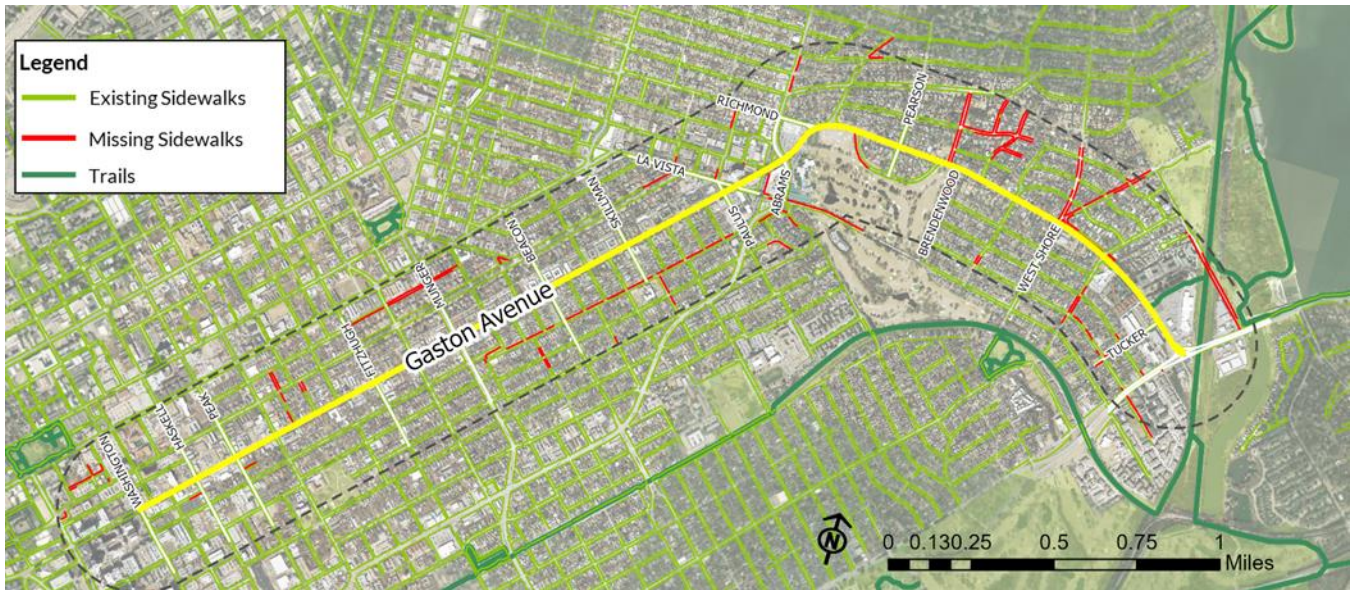 Legend
Existing Sidewalks
Missing Sidewalks
Trails
RICHMOND
PEARSON
LA VISTA
ABRAMS
SKILLMAN
PAULUS
BRENDENWOOD
BEACON
WEST SHORE
MUNGER
Gaston Avenue
FITZHUGH
TUCKER
PEAK
HASKELL
WASHINGTON
N
0 0.130.25 0.5 0.75 1
Miles